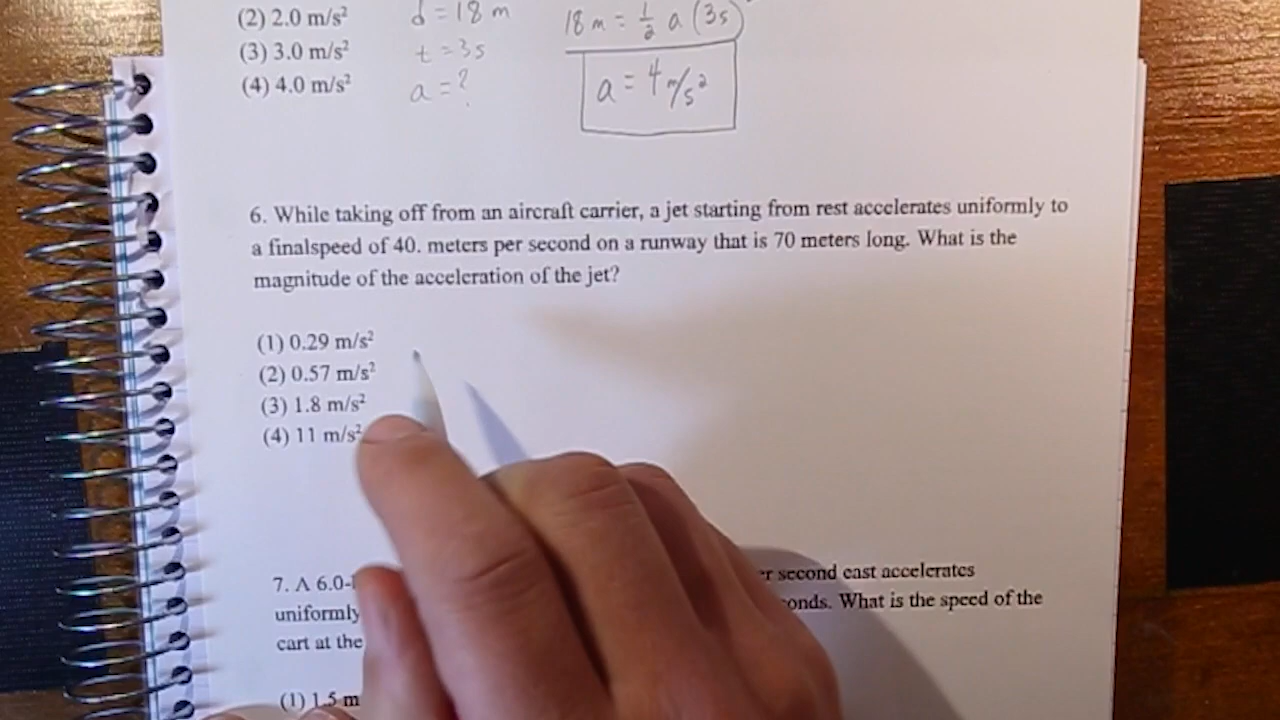 (2) 2.0 m/s² d = 18 m 18 m = 1/2 a (3s)
(3) 3.0 m/s² t = 3s
(4) 4.0 m/s² a = ? a = 4 m/s²
6. While taking off from an aircraft carrier, a jet starting from rest accelerates uniformly to
a finalspeed of 40. meters per second on a runway that is 70 meters long. What is the
magnitude of the acceleration of the jet?
(1) 0.29 m/s²
(2) 0.57 m/s²
(3) 1.8 m/s²
(4) 11 m/s²
7. A 6.0- second east accelerates
uniformly What is the speed of the
cart at the
(1) 1.5 m